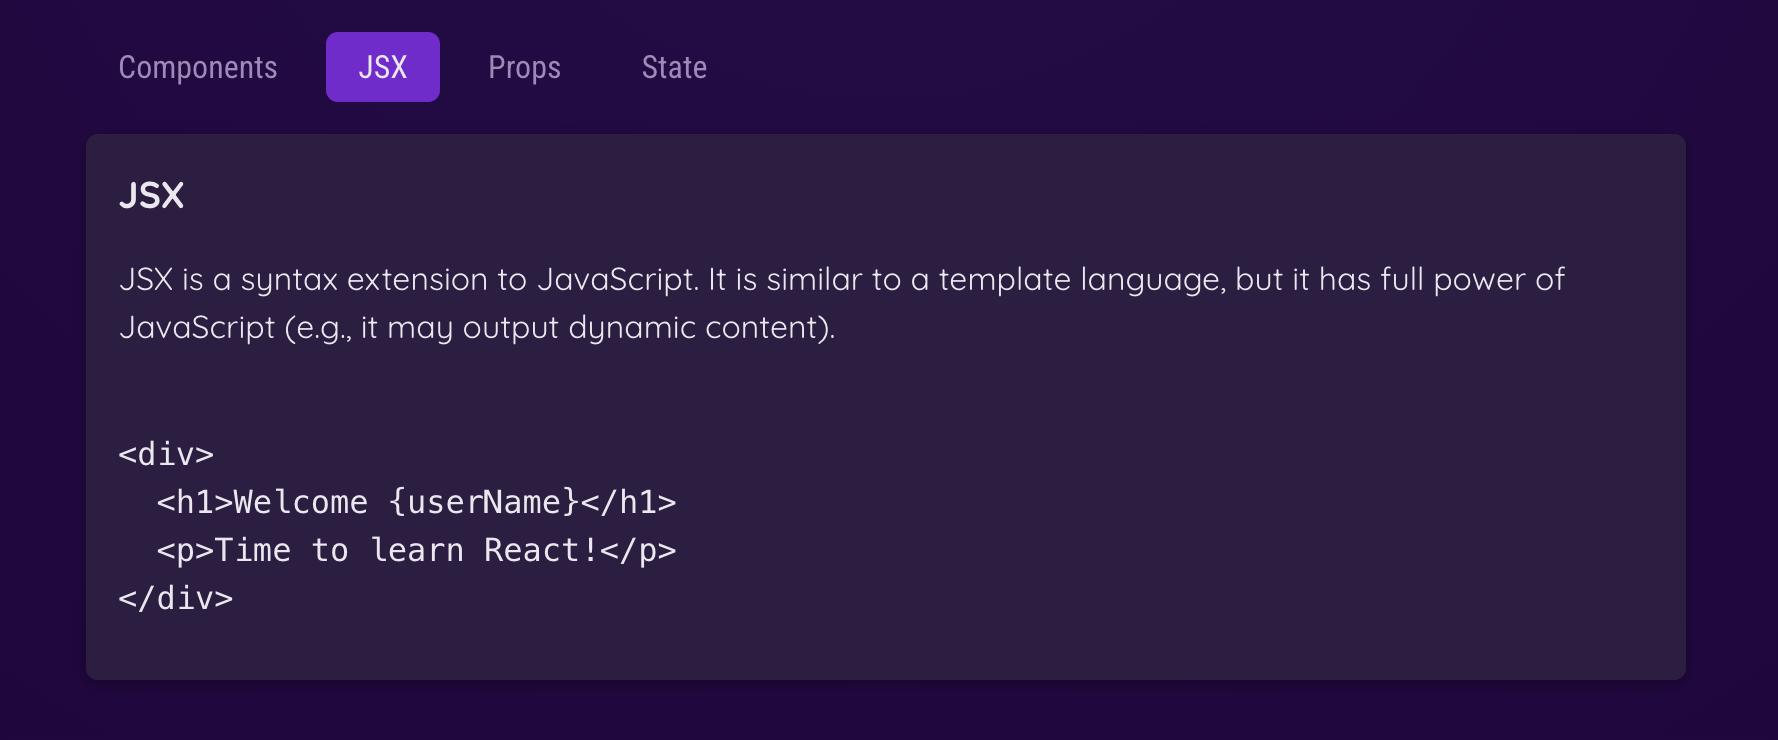 Components JSX Props State
JSX
JSX is a syntax extension to JavaScript. It is similar to a template language, but it has full power of
JavaScript (e.g., it may output dynamic content).
<div>
  <h1>Welcome {userName}</h1>
  <p>Time to learn React!</p>
</div>